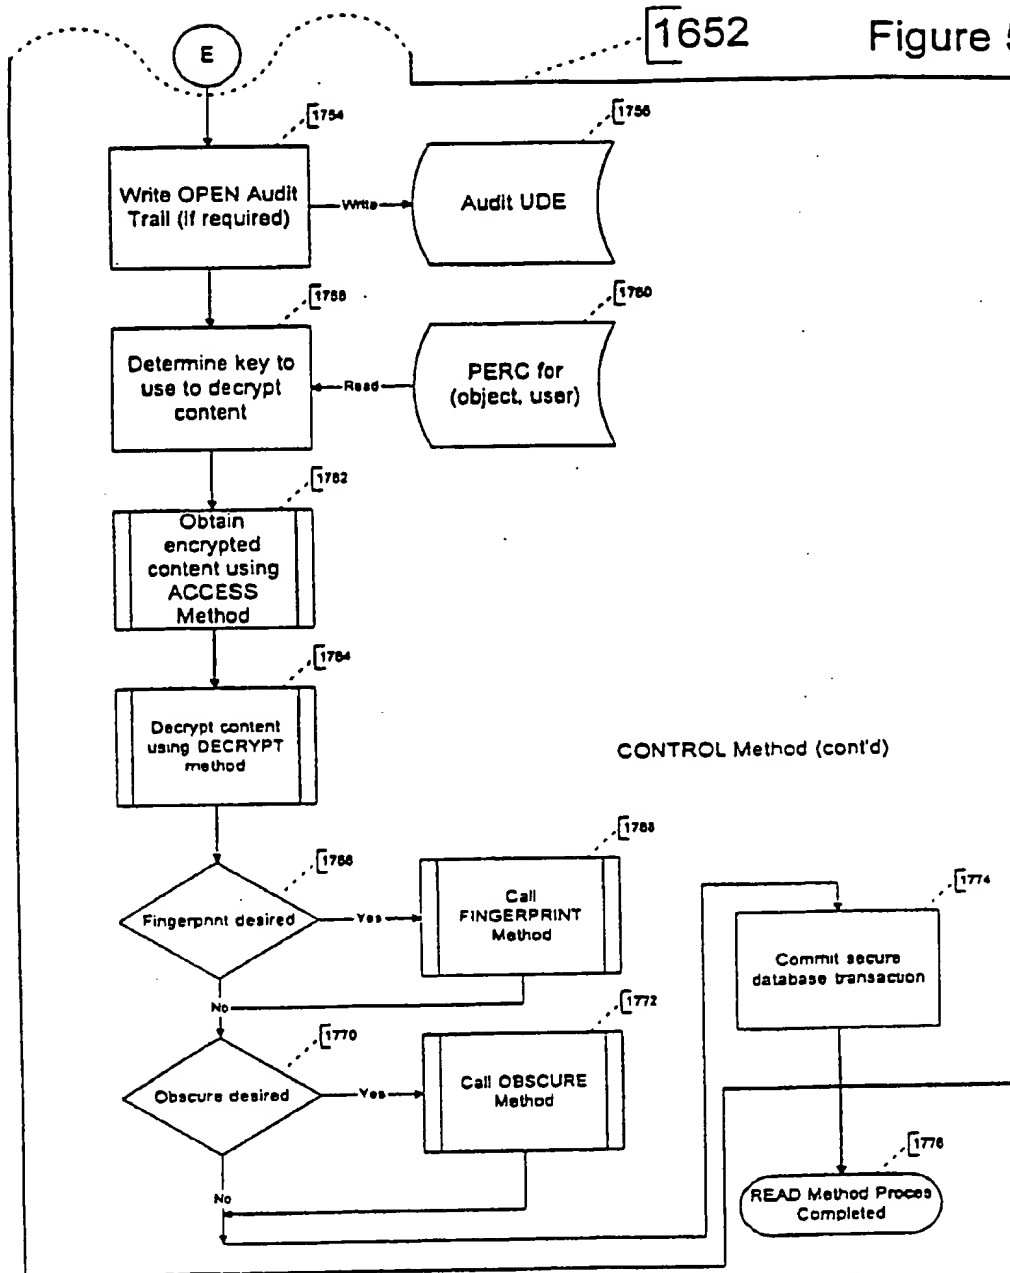 1652
Figure 5
E
1754
Write OPEN Audit
Trail (if required)
Write
1756
Audit UDE
1758
Determine key to
use to decrypt
content
Read
1760
PERC for
(object, user)
1762
Obtain
encrypted
content using
ACCESS
Method
1764
Decrypt content
using DECRYPT
method
CONTROL Method (cont'd)
1766
Fingerprint desired
Yes
1768
Call
FINGERPRINT
Method
No
1770
Obscure desired
Yes
1772
Call OBSCURE
Method
No
1774
Commit secure
database transaction
1776
READ Method Proces
Completed